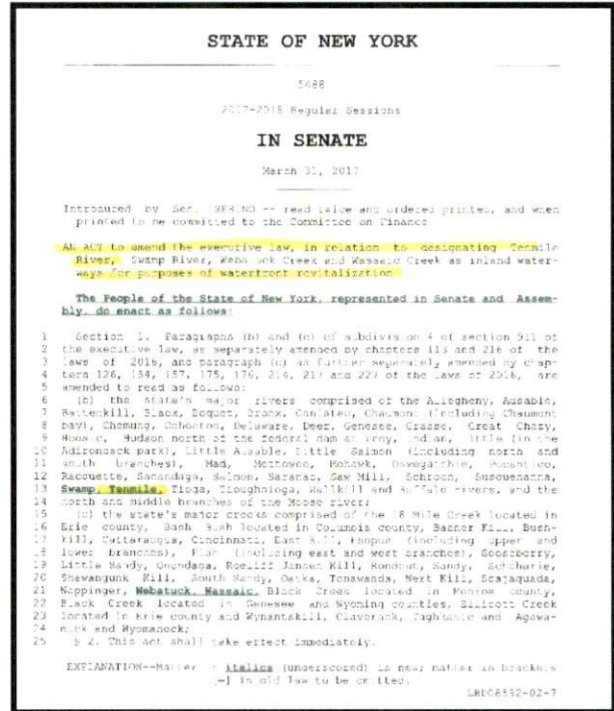 STATE OF NEW YORK
5688
2017-2018 Regular Sessions
IN SENATE
March 31, 2017
Introduced by Sen. SERINO -- read twice and ordered printed, and when
printed to be committed to the Committee on Finance
AN ACT to amend the executive law, in relation to designating Tenmile
River, Swamp River, Webatuck Creek and Wassaic Creek as inland water-
ways for purposes of waterfront revitalization
The People of the State of New York, represented in Senate and Assem-
bly, do enact as follows:
1 Section 1. Paragraphs (b) and (c) of subdivision 4 of section 911 of
2 the executive law, as separately amended by chapters 113 and 216 of the
3 laws of 2016, and paragraph (c) as further separately amended by chap-
4 ters 126, 154, 157, 175, 176, 214, 217 and 227 of the laws of 2016, are
5 amended to read as follows:
6 (b) the state's major rivers comprised of the Allegheny, Ausable,
7 Battenkill, Black, Boquet, Bronx, Canisteo, Chaumont (including Chaumont
8 bay), Chemung, Cohocton, Delaware, Deer, Genesee, Grasse, Great Chazy,
9 Hoosic, Hudson north of the federal dam at Troy, Indian, Little (in the
10 Adirondack park), Little Ausable, Little Salmon (including north and
11 south branches), Mad, Mettowee, Mohawk, Oswegatchie, Pocantico,
12 Racquette, Sacandaga, Salmon, Saranac, Saw Mill, Schroon, Susquehanna,
13 Swamp, Tenmile, Tioga, Tioughnioga, Wallkill and Buffalo rivers, and the
14 north and middle branches of the Moose river;
15 (c) the state's major creeks comprised of the 18 Mile Creek located in
16 Erie county, Bash Bish located in Columbia county, Basher Kill, Bush-
17 kill, Cattaraugus, Cincinnati, East Kill, (including upper and
18 lower branches), Fish (including east and west branches), Gooseberry,
19 Little Sandy, Onondaga, Roeliff Jansen Kill, Rondout, Sandy, Schoharie,
20 Shawangunk Kill, South Sandy, Oatka, Tonawanda, West Kill, Scajaquada,
21 Wappinger, Webatuck, Wassaic, Black Creek located in Monroe county,
22 Black Creek located in Genesee and Wyoming counties, Ellicott Creek
23 located in Erie county and Wynantskill, Claverack, Taghkanic and Agawa-
24 muck and Wyomanock;
25 § 2. This act shall take effect immediately.
EXPLANATION--Matter in italics (underscored) is new; matter in brackets
[-] is old law to be omitted.
LBD08592-02-7